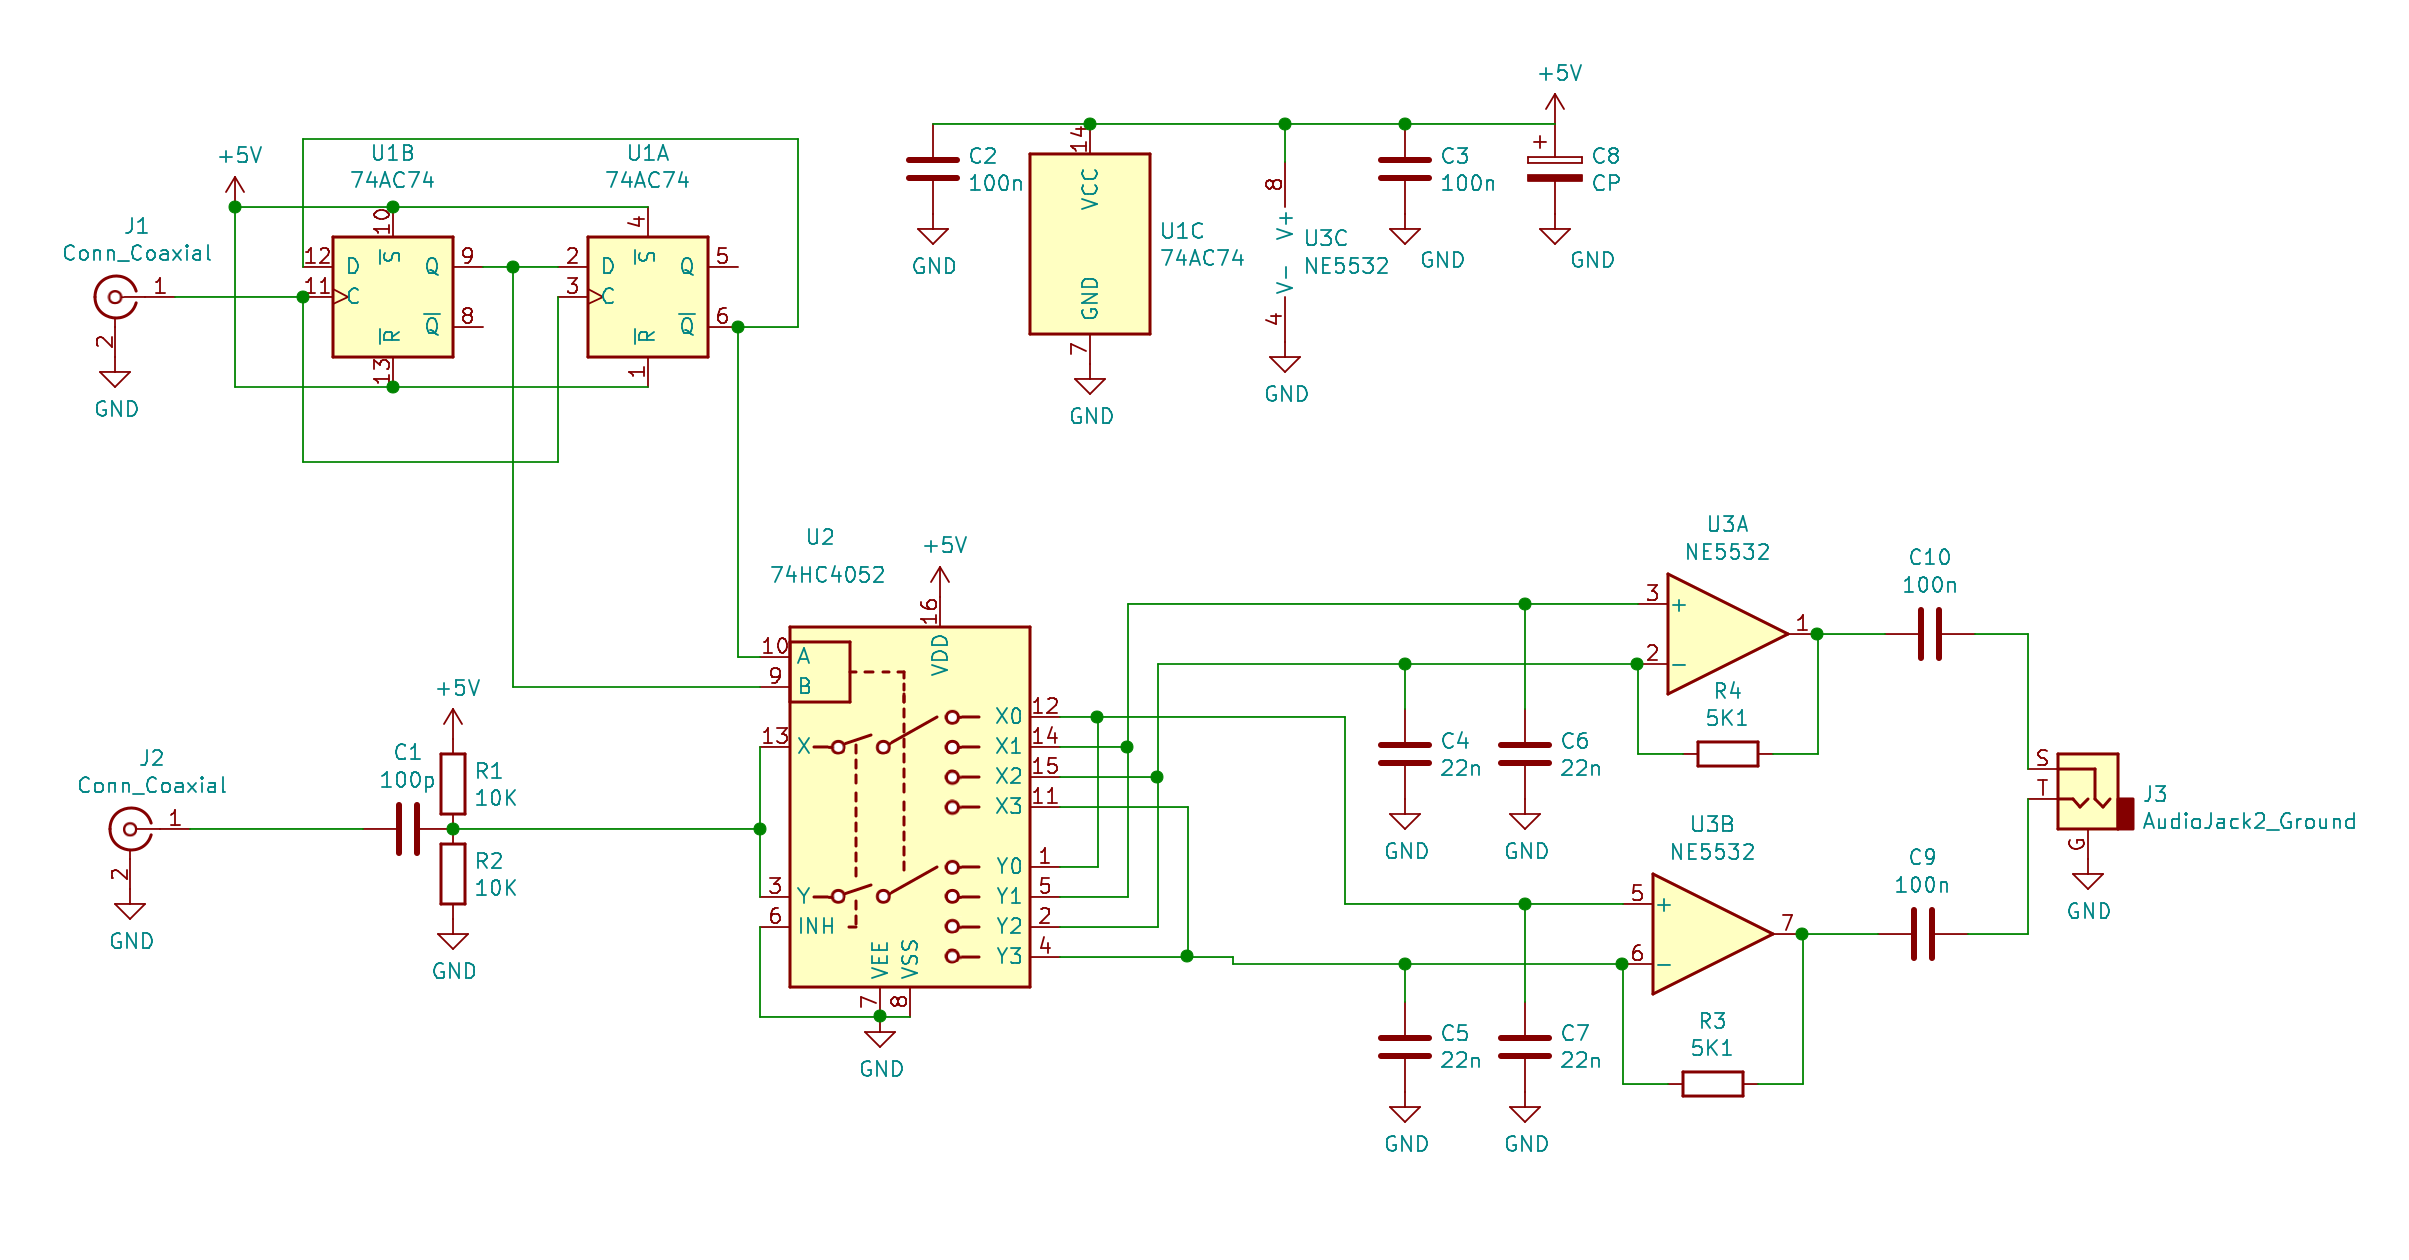 +5V
U1B
74AC74
U1A
74AC74
J1
Conn_Coaxial
1
2
GND
12
11
10
13
D
C
S
R
Q
Q
9
8
2
3
4
1
D
C
S
R
Q
Q
5
6
+5V
C2
100n
GND
14
VCC
GND
7
GND
U1C
74AC74
8
V+
V-
4
GND
U3C
NE5532
C3
100n
GND
+
C8
CP
GND
U2
74HC4052
+5V
16
VDD
10
A
9
B
13
X
3
Y
6
INH
VEE
VSS
7
8
GND
X0
12
X1
14
X2
15
X3
11
Y0
1
Y1
5
Y2
2
Y3
4
J2
Conn_Coaxial
1
2
GND
C1
100p
+5V
R1
10K
R2
10K
GND
C4
22n
GND
C6
22n
GND
C5
22n
GND
C7
22n
GND
U3A
NE5532
3
+
2
-
1
R4
5K1
C10
100n
U3B
NE5532
5
+
6
-
7
R3
5K1
C9
100n
S
T
G
J3
AudioJack2_Ground
GND